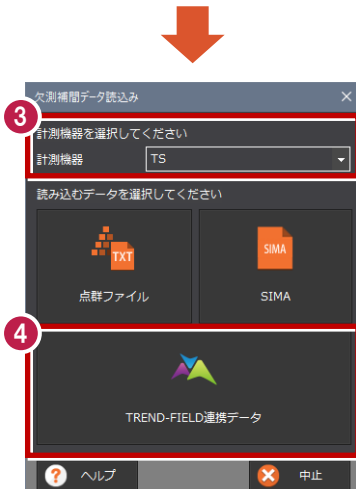 欠測補間データ読込み
3
計測機器を選択してください
計測機器 TS
読み込むデータを選択してください
TXT
SIMA
点群ファイル
SIMA
4
TREND-FIELD連携データ
? ヘルプ
中止